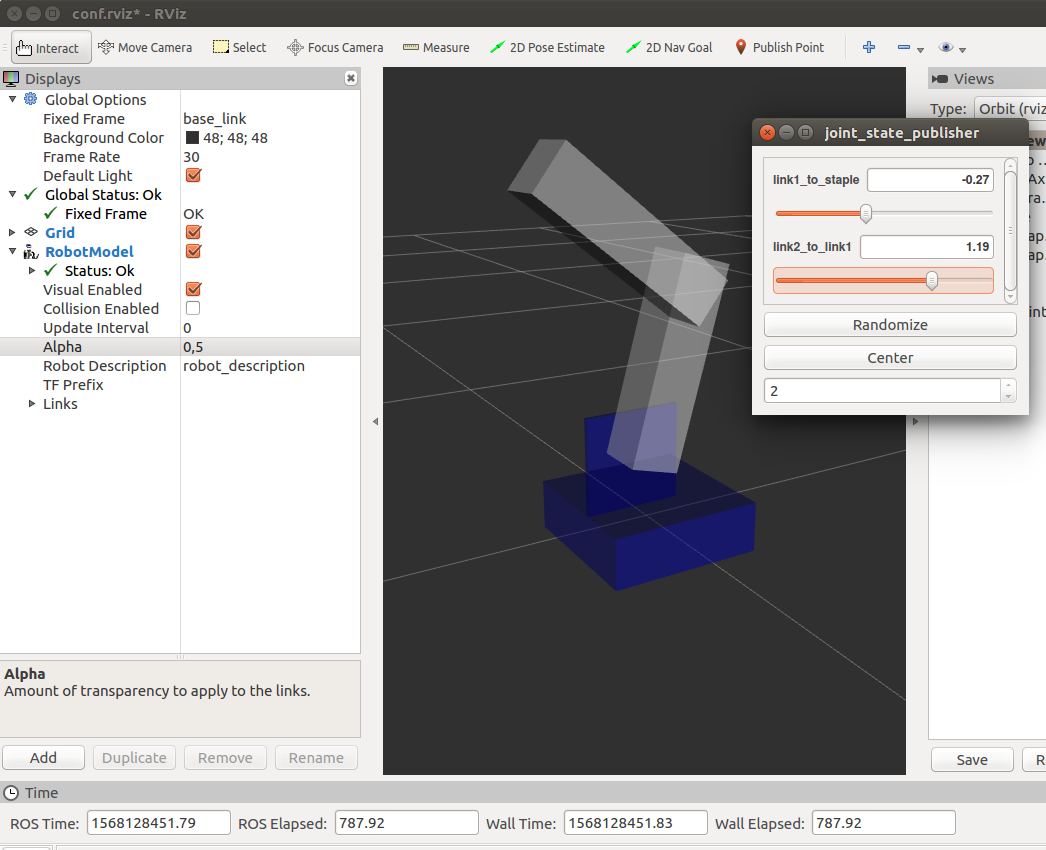 conf.rviz* - RViz
Interact Move Camera Select Focus Camera Measure 2D Pose Estimate 2D Nav Goal Publish Point
Displays
Global Options
Fixed Frame base_link
Background Color 48; 48; 48
Frame Rate 30
Default Light
Global Status: Ok
Fixed Frame OK
Grid
RobotModel
Status: Ok
Visual Enabled
Collision Enabled
Update Interval 0
Alpha 0,5
Robot Description robot_description
TF Prefix
Links
Alpha
Amount of transparency to apply to the links.
Add Duplicate Remove Rename
joint_state_publisher
link1_to_staple -0.27
link2_to_link1 1.19
Randomize
Center
2
Views
Type: Orbit (rviz
Save
Time
ROS Time: 1568128451.79 ROS Elapsed: 787.92 Wall Time: 1568128451.83 Wall Elapsed: 787.92